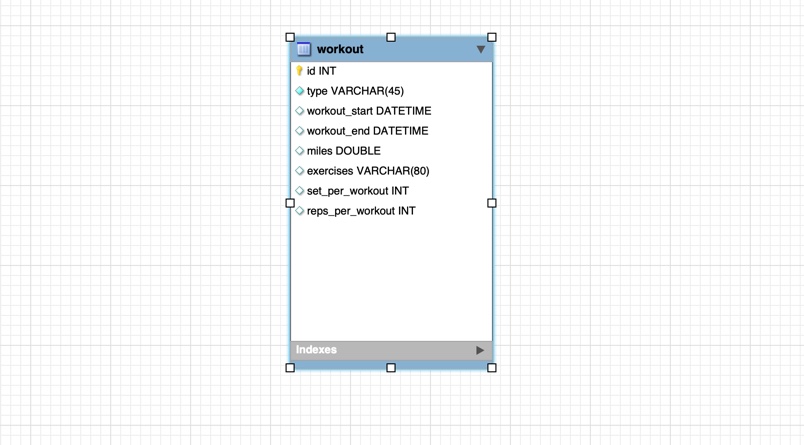 workout
id INT
type VARCHAR(45)
workout_start DATETIME
workout_end DATETIME
miles DOUBLE
exercises VARCHAR(80)
set_per_workout INT
reps_per_workout INT
Indexes